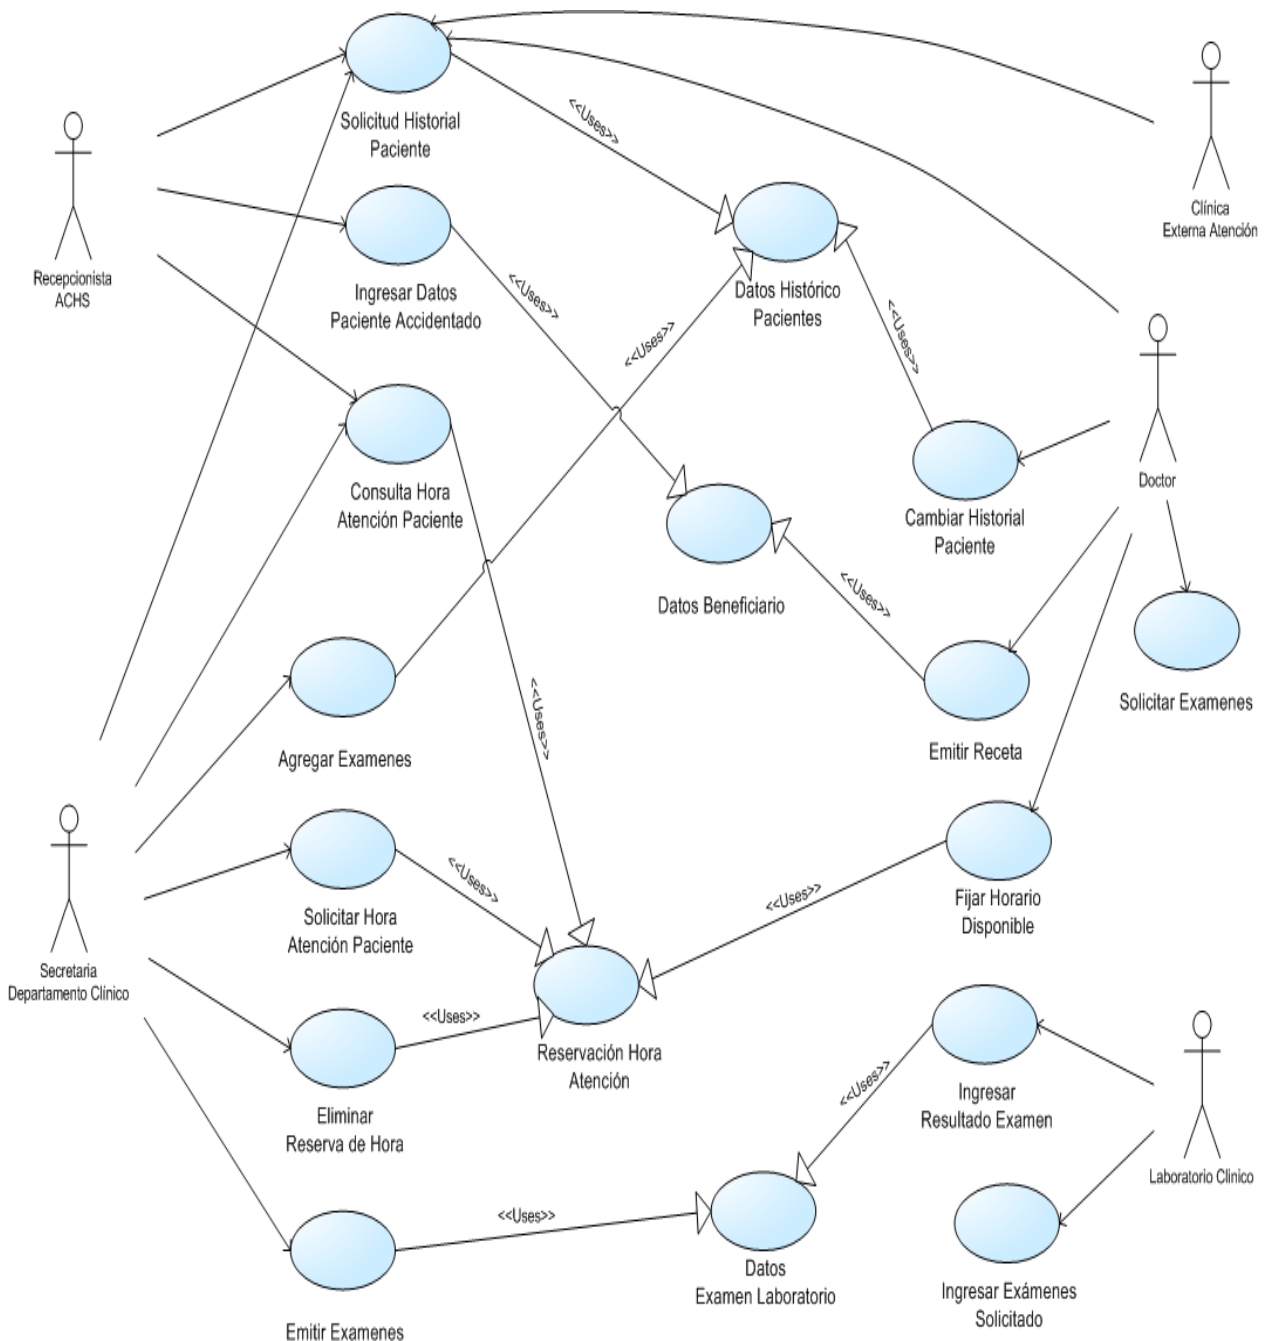 Solicitud Historial
Paciente
<<Uses>>
Clínica
Externa Atención
Recepcionista
ACHS
Ingresar Datos
Paciente Accidentado
<<Uses>>
Datos Histórico
Pacientes
<<Uses>>
<<Uses>>
Consulta Hora
Atención Paciente
Doctor
Cambiar Historial
Paciente
Datos Beneficiario
<<Uses>>
Solicitar Examenes
<<Uses>>
Agregar Examenes
Emitir Receta
<<Uses>>
<<Uses>>
Solicitar Hora
Atención Paciente
Fijar Horario
Disponible
Secretaria
Departamento Clínico
<<Uses>>
Reservación Hora
Atención
Eliminar
Reserva de Hora
<<Uses>>
Ingresar
Resultado Examen
Laboratorio Clinico
<<Uses>>
Datos
Examen Laboratorio
Ingresar Exámenes
Solicitado
Emitir Examenes